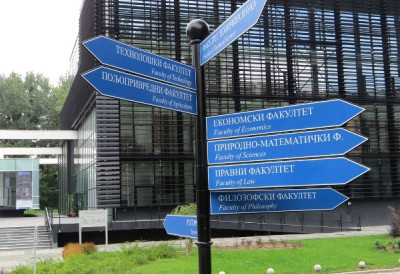 ТЕХНОЛОШКИ ФАКУЛТЕТ
Faculty of Technology
ПОЉОПРИВРЕДНИ ФАКУЛТЕТ
Faculty of Agriculture
ЕКОНОМСКИ ФАКУЛТЕТ
Faculty of Economics
ПРИРОДНО-МАТЕМАТИЧКИ Ф.
Faculty of Sciences
ПРАВНИ ФАКУЛТЕТ
Faculty of Law
ФИЛОЗОФСКИ ФАКУЛТЕТ
Faculty of Philosophy